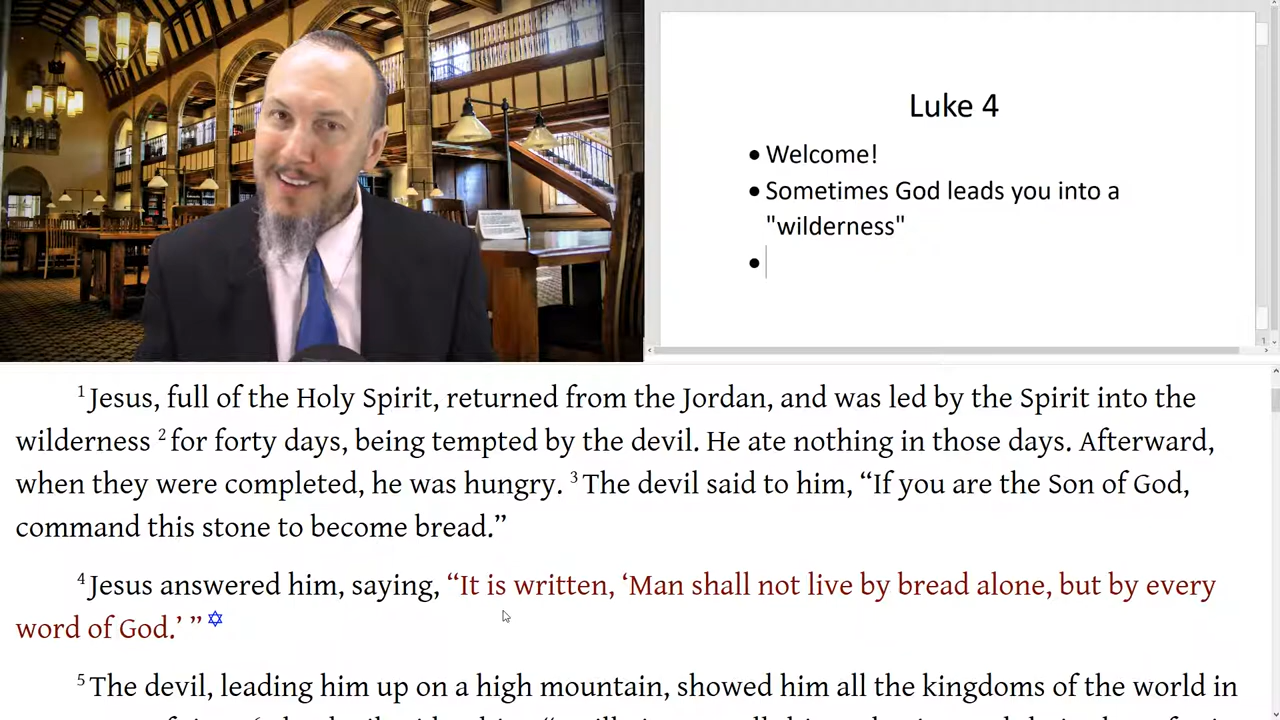 Luke 4
• Welcome!
• Sometimes God leads you into a
"wilderness"
•
1 Jesus, full of the Holy Spirit, returned from the Jordan, and was led by the Spirit into the
wilderness 2 for forty days, being tempted by the devil. He ate nothing in those days. Afterward,
when they were completed, he was hungry. 3 The devil said to him, “If you are the Son of God,
command this stone to become bread.”
4 Jesus answered him, saying, “It is written, ‘Man shall not live by bread alone, but by every
word of God.’ ” ✡
5 The devil, leading him up on a high mountain, showed him all the kingdoms of the world in